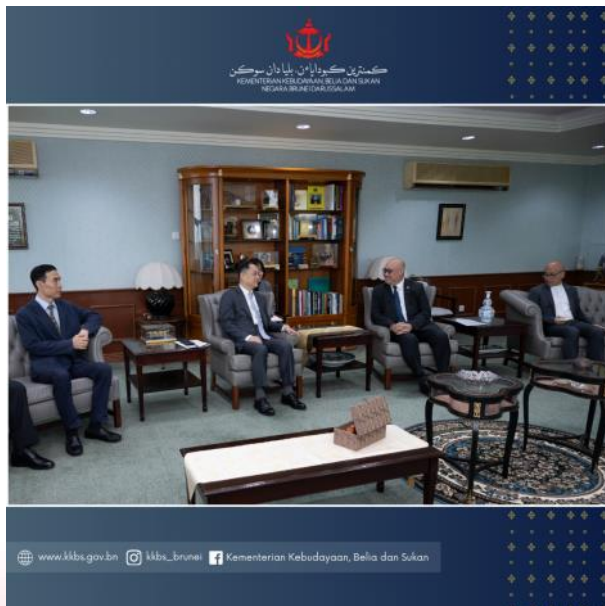 كمنترين كبودايأن، بليا دان سوكن
KEMENTERIAN KEBUDAYAAN, BELIA DAN SUKAN
NEGARA BRUNEI DARUSSALAM
www.kkbs.gov.bn kkbs_brunei Kementerian Kebudayaan, Belia dan Sukan